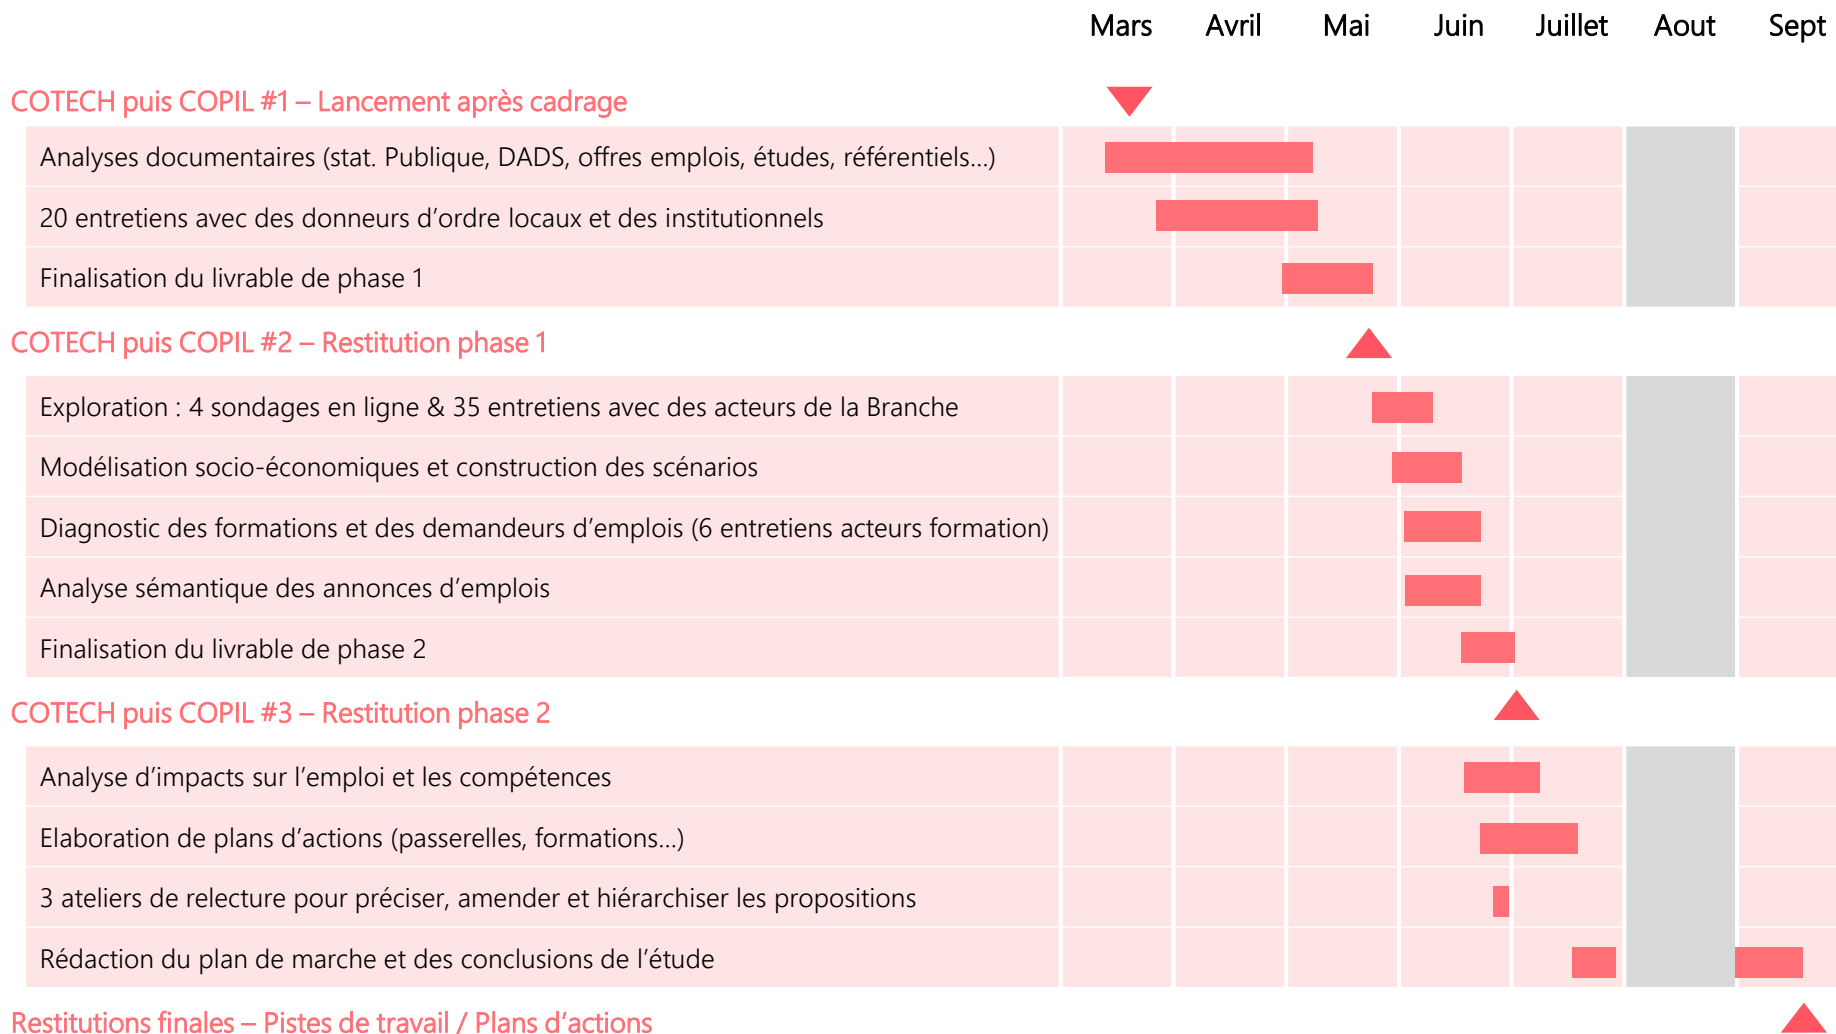 Mars Avril Mai Juin Juillet Aout Sept
COTECH puis COPIL #1 – Lancement après cadrage
Analyses documentaires (stat. Publique, DADS, offres emplois, études, référentiels…)
20 entretiens avec des donneurs d’ordre locaux et des institutionnels
Finalisation du livrable de phase 1
COTECH puis COPIL #2 – Restitution phase 1
Exploration : 4 sondages en ligne & 35 entretiens avec des acteurs de la Branche
Modélisation socio-économiques et construction des scénarios
Diagnostic des formations et des demandeurs d’emplois (6 entretiens acteurs formation)
Analyse sémantique des annonces d’emplois
Finalisation du livrable de phase 2
COTECH puis COPIL #3 – Restitution phase 2
Analyse d’impacts sur l’emploi et les compétences
Elaboration de plans d’actions (passerelles, formations…)
3 ateliers de relecture pour préciser, amender et hiérarchiser les propositions
Rédaction du plan de marche et des conclusions de l’étude
Restitutions finales – Pistes de travail / Plans d’actions